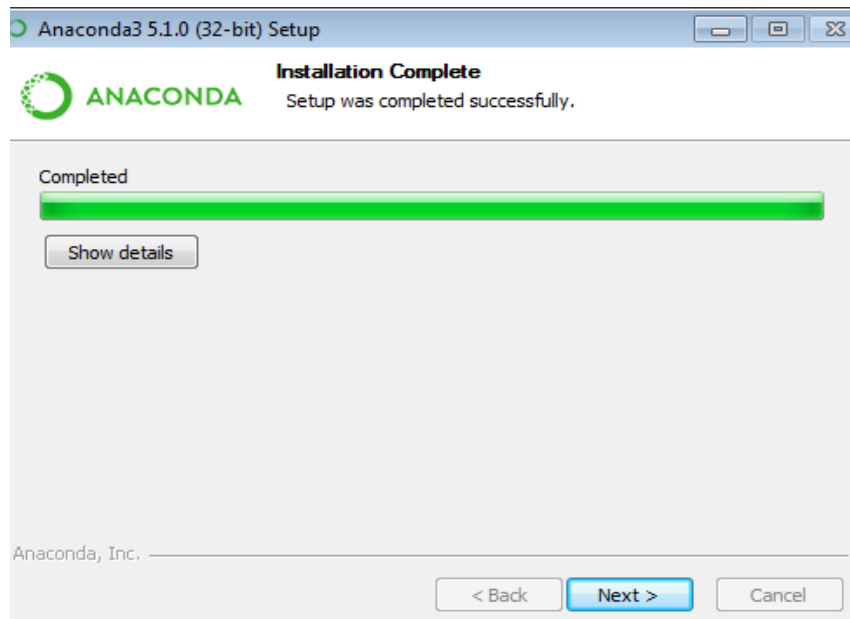 Anaconda3 5.1.0 (32-bit) Setup
ANACONDA
Installation Complete
Setup was completed successfully.
Completed
Show details
Anaconda, Inc.
< Back
Next >
Cancel